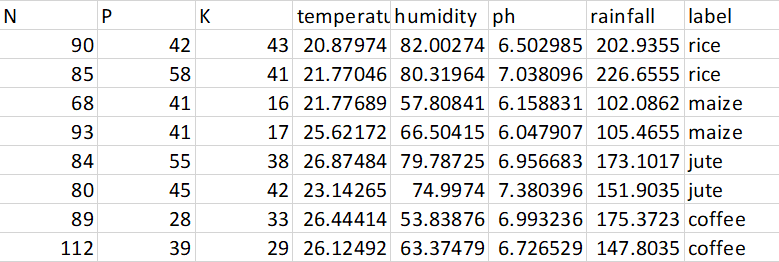 N P K temperatu humidity ph rainfall label
90 42 43 20.87974 82.00274 6.502985 202.9355 rice
85 58 41 21.77046 80.31964 7.038096 226.6555 rice
68 41 16 21.77689 57.80841 6.158831 102.0862 maize
93 41 17 25.62172 66.50415 6.047907 105.4655 maize
84 55 38 26.87484 79.78725 6.956683 173.1017 jute
80 45 42 23.14265 74.9974 7.380396 151.9035 jute
89 28 33 26.44414 53.83876 6.993236 175.3723 coffee
112 39 29 26.12492 63.37479 6.726529 147.8035 coffee